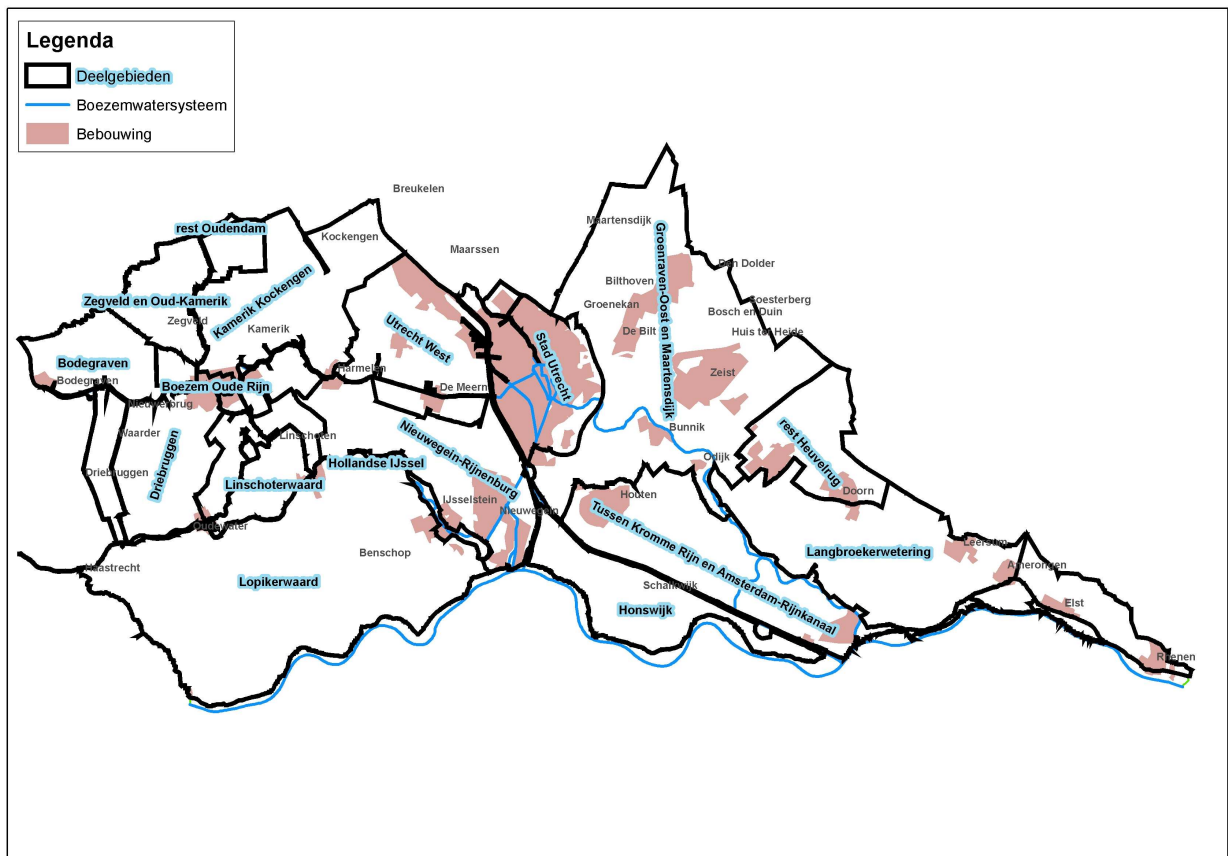 Legenda
Deelgebieden
Boezemwatersysteem
Bebouwing
Breukelen
rest Oudendam
Kockengen
Maarssen
Maartensdijk
Groenraven-Oost en Maartensdijk
Den Dolder
Bilthoven
Zegveld en Oud-Kamerik
Kamerik Kockengen
Groenekan
Soesterberg
Bosch en Duin
Zegveld
Kamerik
Utrecht West
Stad Utrecht
De Bilt
Huis ter Heide
Bodegraven
Bodegraven
Boezem Oude Rijn
Harmelen
De Meern
Zeist
Nieuwerbrug
Waarder
Linschoten
Bunnik
Driebruggen
Driebruggen
Nieuwegein-Rijnenburg
Hollandse IJssel
Odijk
rest Heuvelrug
Linschoterwaard
Doorn
IJsselstein
Nieuwegein
Houten
Oudewater
Tussen Kromme Rijn en Amsterdam-Rijnkanaal
Leersum
Benschop
Langbroekerwetering
Haastrecht
Amerongen
Lopikerwaard
Schalkwijk
Honswijk
Elst
Rhenen